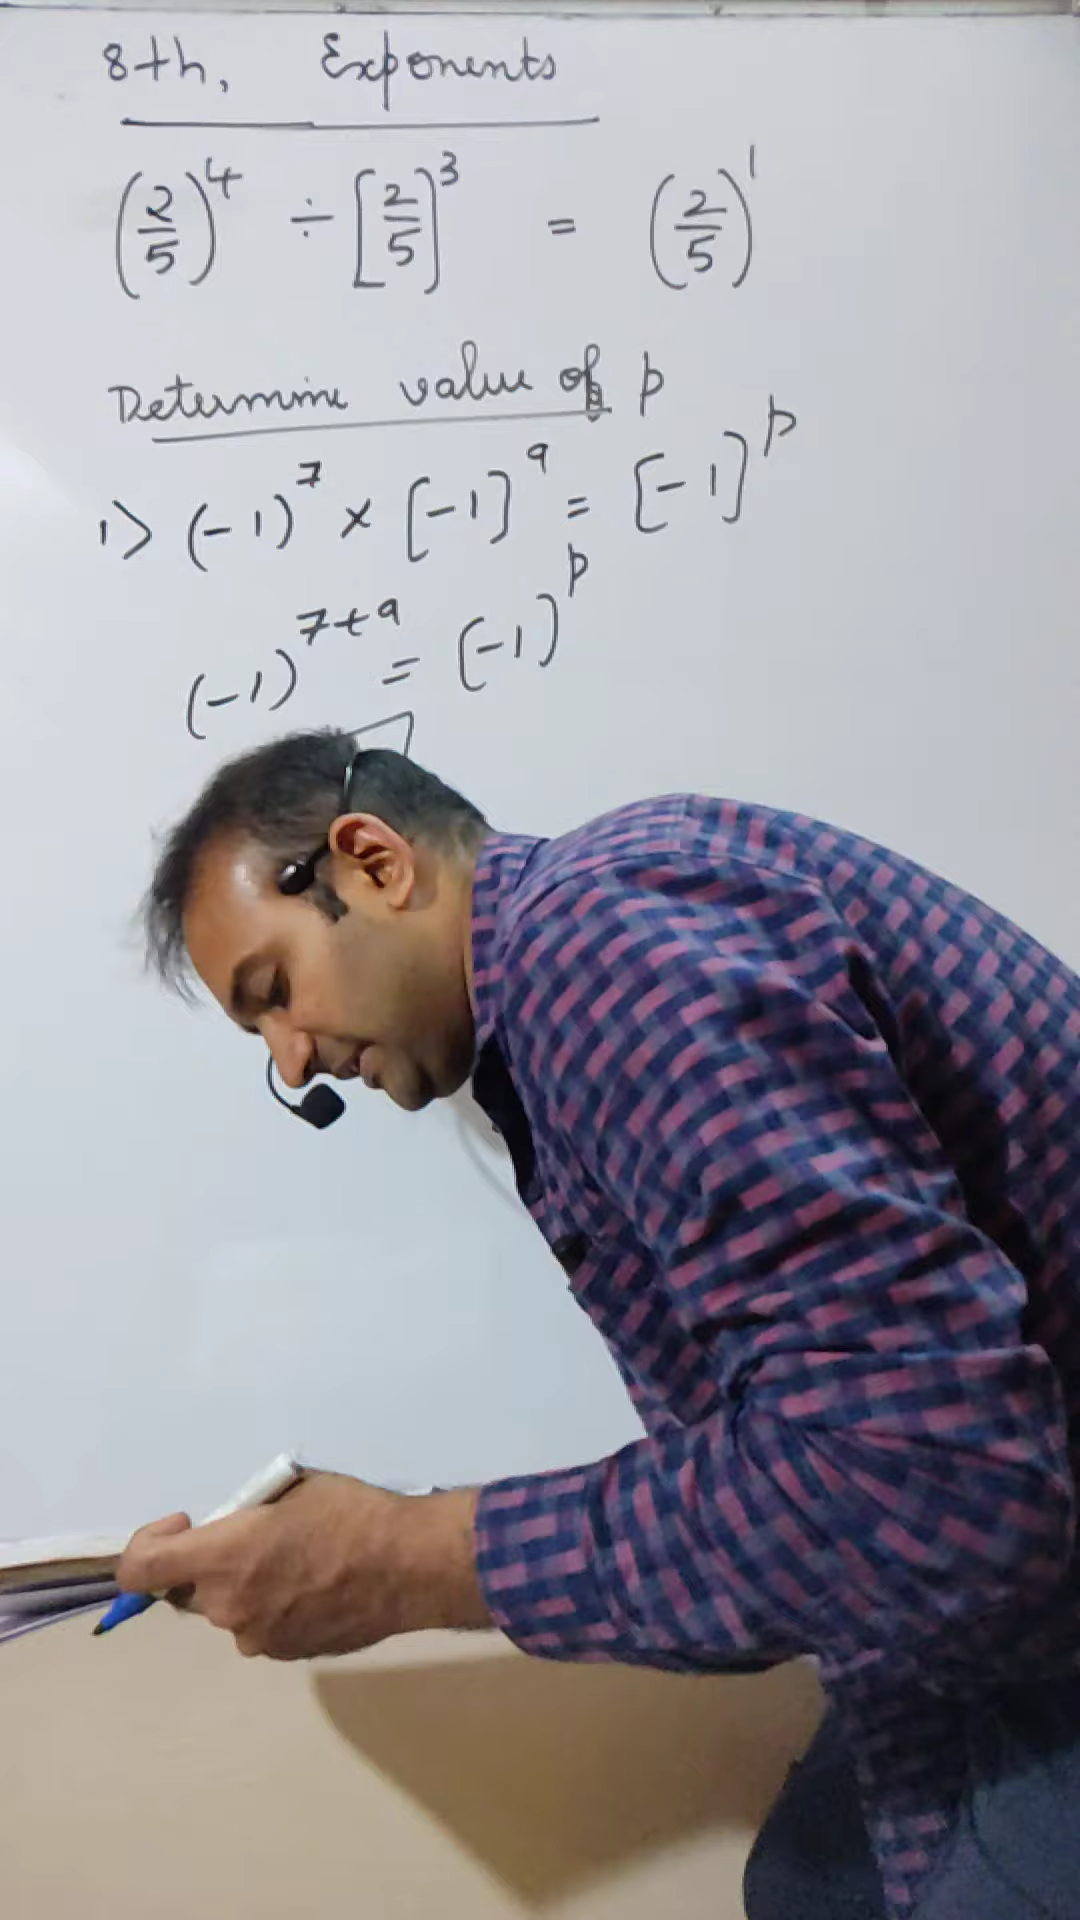 8th, Exponents
(2/5)⁴ ÷ [2/5]³ = (2/5)¹
Determine value of p
1> (-1)⁷ × [-1]⁹ = [-1]ᵖ
(-1)⁷⁺⁹ = (-1)ᵖ